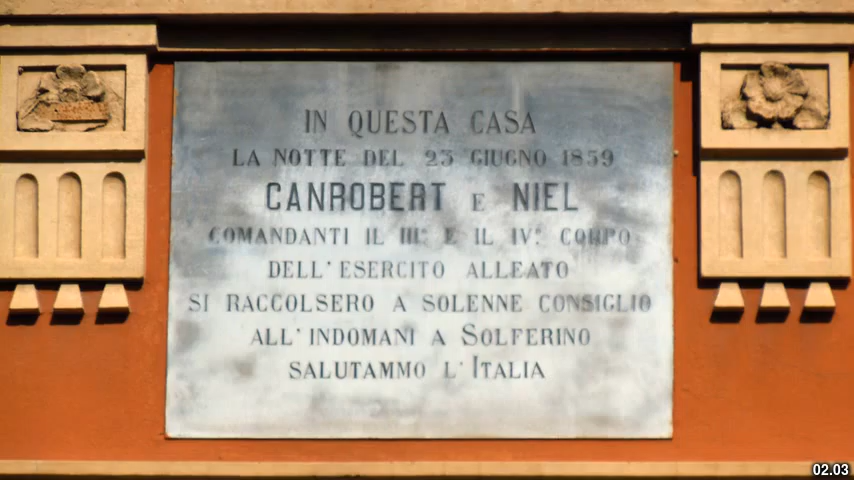 IN QUESTA CASA
LA NOTTE DEL 23 GIUGNO 1859
CANROBERT E NIEL
COMANDANTI IL III.° E IL IV.° CORPO
DELL'ESERCITO ALLEATO
SI RACCOLSERO A SOLENNE CONSIGLIO
ALL'INDOMANI A SOLFERINO
SALUTAMMO L'ITALIA
02.03